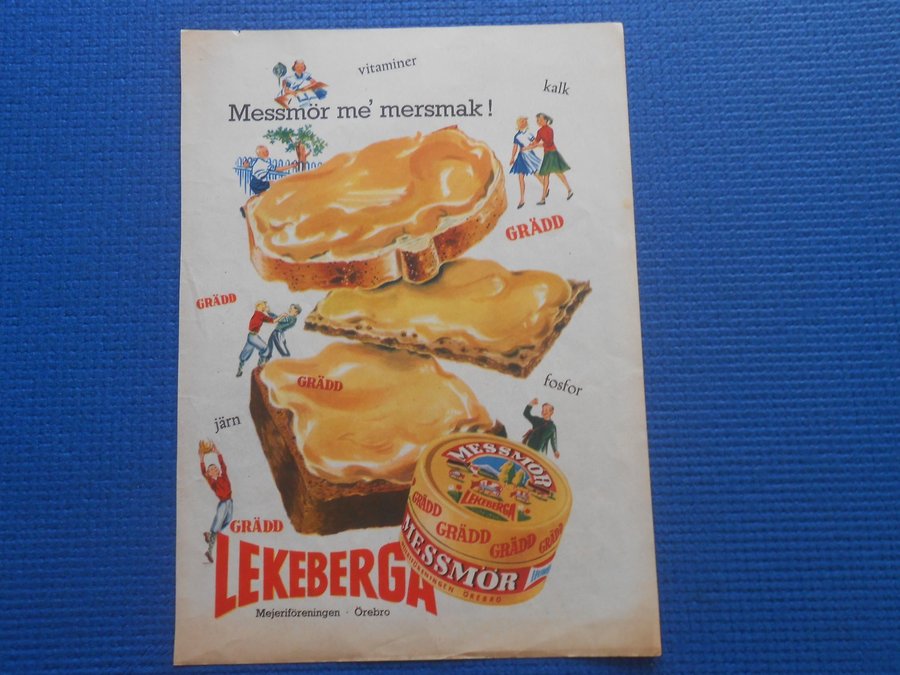 vitaminer
kalk
Messmör me' mersmak!
GRÄDD
GRÄDD
GRÄDD
fosfor
järn
MESSMÖR
LEKEBERGA
GRÄDD
GRÄDD
GRÄDD
GRÄDD
MESSMÖR
ÖREBRO
GRÄDD
LEKEBERGA
Mejeriföreningen · Örebro